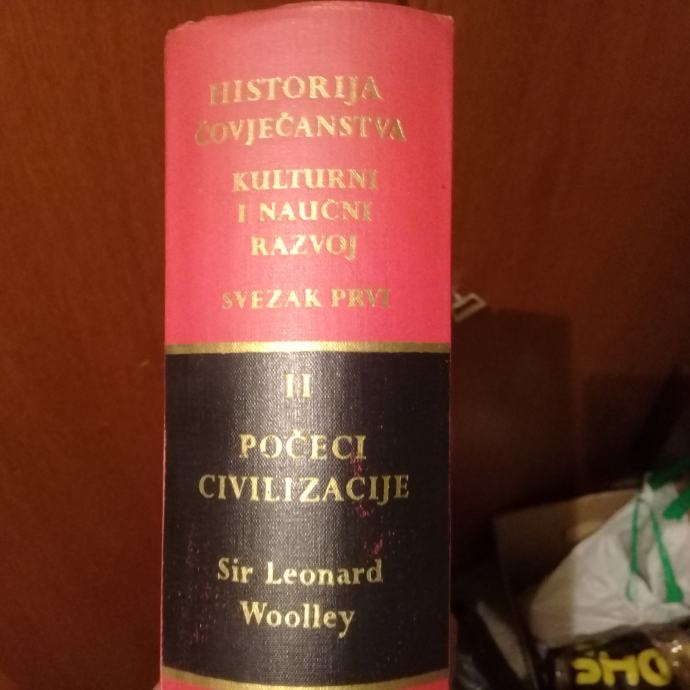 HISTORIJA
ČOVJEČANSTVA
KULTURNI
I NAUČNI
RAZVOJ
SVEZAK PRVI
II
POČECI
CIVILIZACIJE
Sir Leonard
Woolley